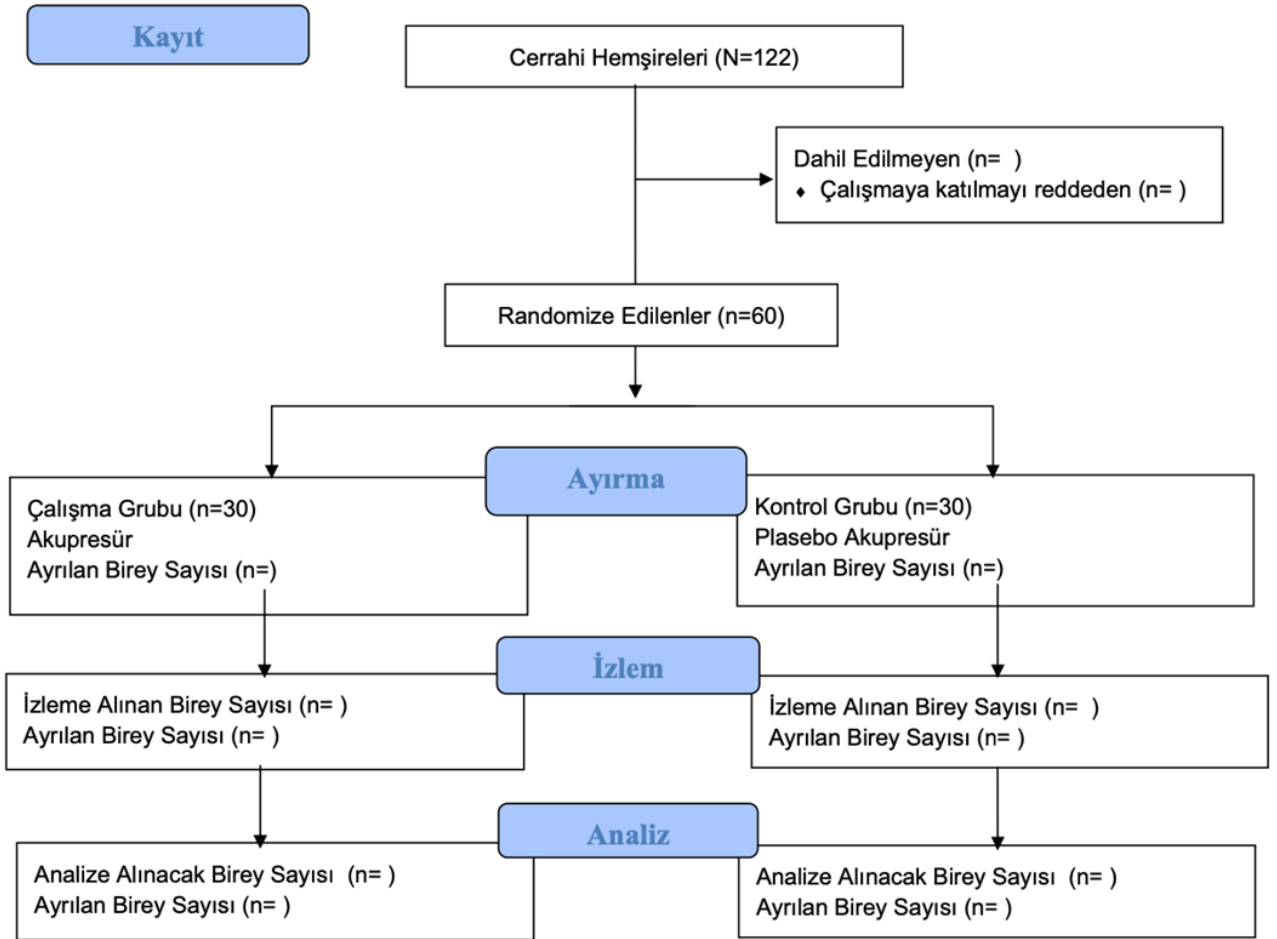 Kayıt
Cerrahi Hemşireleri (N=122)
Dahil Edilmeyen (n=  )
♦ Çalışmaya katılmayı reddeden (n= )
Randomize Edilenler (n=60)
Ayırma
Çalışma Grubu (n=30)
Akupresür
Ayrılan Birey Sayısı (n=)
Kontrol Grubu (n=30)
Plasebo Akupresür
Ayrılan Birey Sayısı (n=)
İzlem
İzleme Alınan Birey Sayısı (n= )
Ayrılan Birey Sayısı (n= )
İzleme Alınan Birey Sayısı (n=  )
Ayrılan Birey Sayısı (n= )
Analiz
Analize Alınacak Birey Sayısı  (n= )
Ayrılan Birey Sayısı (n= )
Analize Alınacak Birey Sayısı  (n= )
Ayrılan Birey Sayısı (n= )